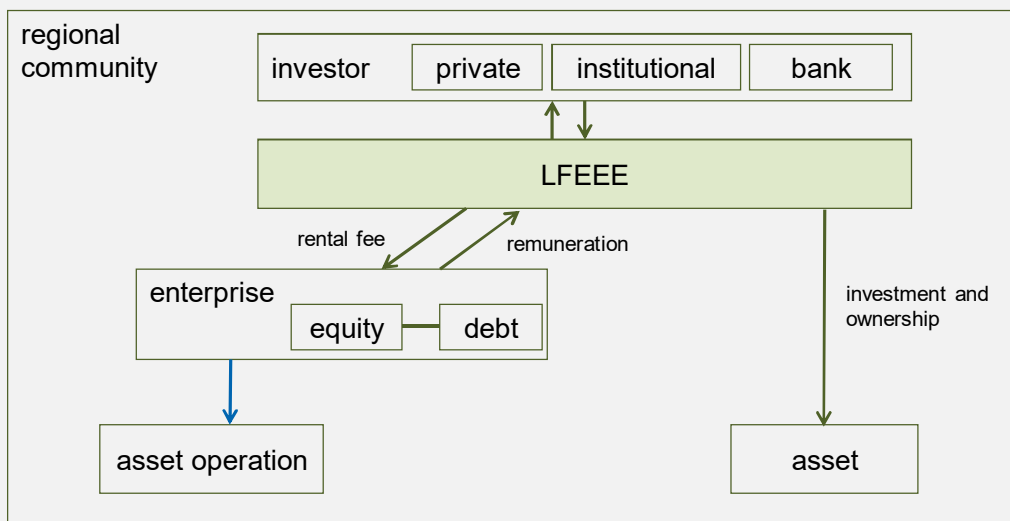 regional
community
investor
private
institutional
bank
LFEEE
rental fee
remuneration
enterprise
equity
debt
investment and
ownership
asset operation
asset